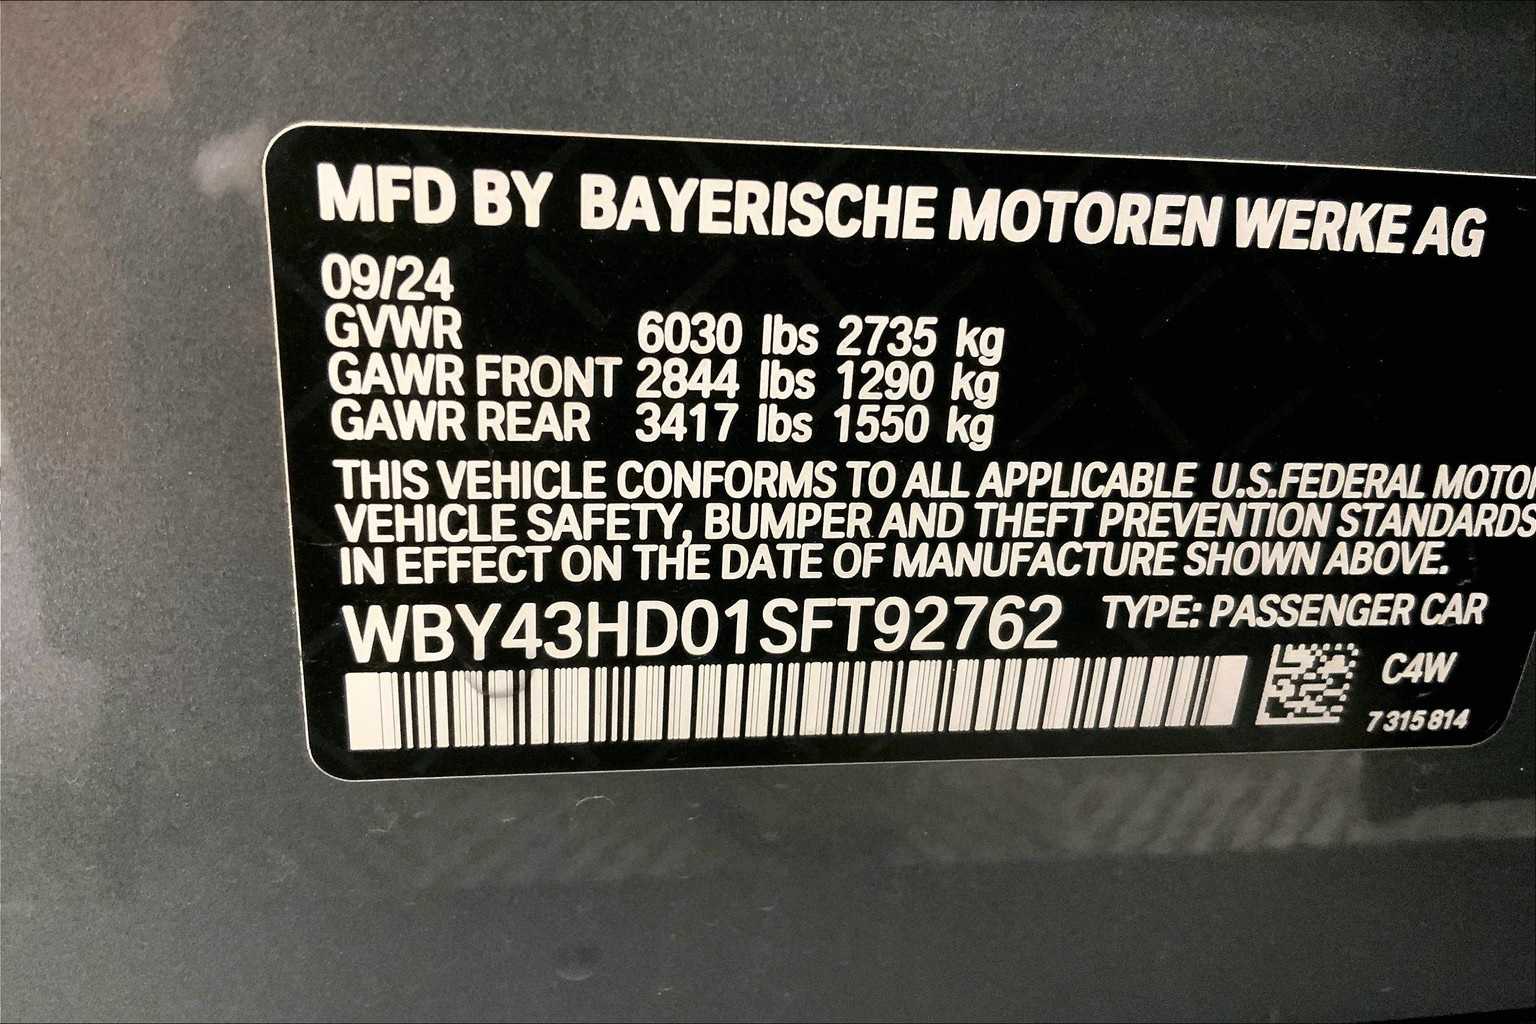 MFD BY BAYERISCHE MOTOREN WERKE AG
09/24
GVWR 6030 lbs 2735 kg
GAWR FRONT 2844 lbs 1290 kg
GAWR REAR 3417 lbs 1550 kg
THIS VEHICLE CONFORMS TO ALL APPLICABLE U.S.FEDERAL MOTOR
VEHICLE SAFETY, BUMPER AND THEFT PREVENTION STANDARDS
IN EFFECT ON THE DATE OF MANUFACTURE SHOWN ABOVE.
WBY43HD01SFT92762 TYPE: PASSENGER CAR
C4W
7 315 814